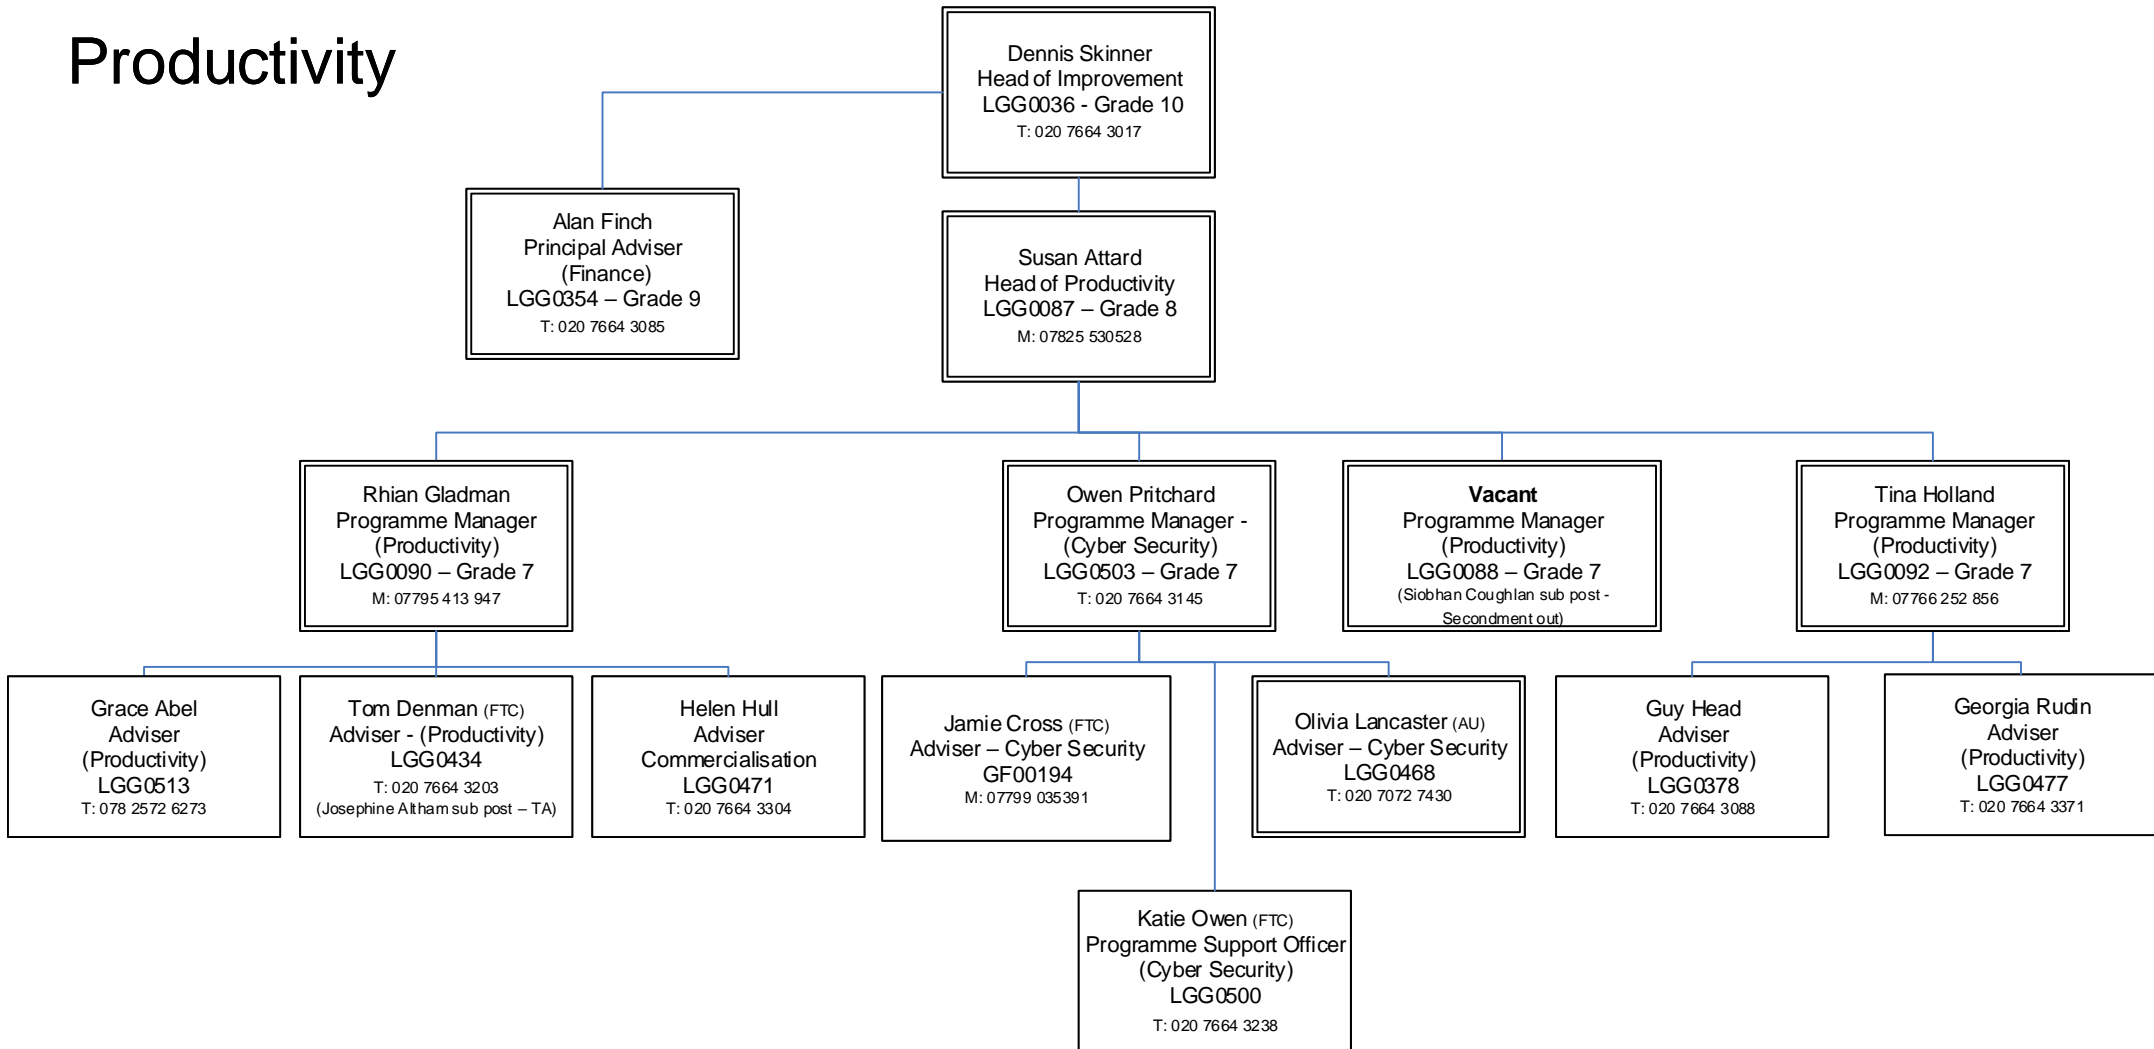 Productivity
Dennis Skinner
Head of Improvement
LGG0036 - Grade 10
T: 020 7664 3017
Alan Finch
Principal Adviser
(Finance)
LGG0354 – Grade 9
T: 020 7664 3085
Susan Attard
Head of Productivity
LGG0087 – Grade 8
M: 07825 530528
Rhian Gladman
Programme Manager
(Productivity)
LGG0090 – Grade 7
M: 07795 413 947
Owen Pritchard
Programme Manager -
(Cyber Security)
LGG0503 – Grade 7
T: 020 7664 3145
Vacant
Programme Manager
(Productivity)
LGG0088 – Grade 7
(Siobhan Coughlan sub post -
Secondment out)
Tina Holland
Programme Manager
(Productivity)
LGG0092 – Grade 7
M: 07766 252 856
Grace Abel
Adviser
(Productivity)
LGG0513
T: 078 2572 6273
Tom Denman (FTC)
Adviser - (Productivity)
LGG0434
T: 020 7664 3203
(Josephine Altham sub post – TA)
Helen Hull
Adviser
Commercialisation
LGG0471
T: 020 7664 3304
Jamie Cross (FTC)
Adviser – Cyber Security
GF00194
M: 07799 035391
Olivia Lancaster (AU)
Adviser – Cyber Security
LGG0468
T: 020 7072 7430
Guy Head
Adviser
(Productivity)
LGG0378
T: 020 7664 3088
Georgia Rudin
Adviser
(Productivity)
LGG0477
T: 020 7664 3371
Katie Owen (FTC)
Programme Support Officer
(Cyber Security)
LGG0500
T: 020 7664 3238